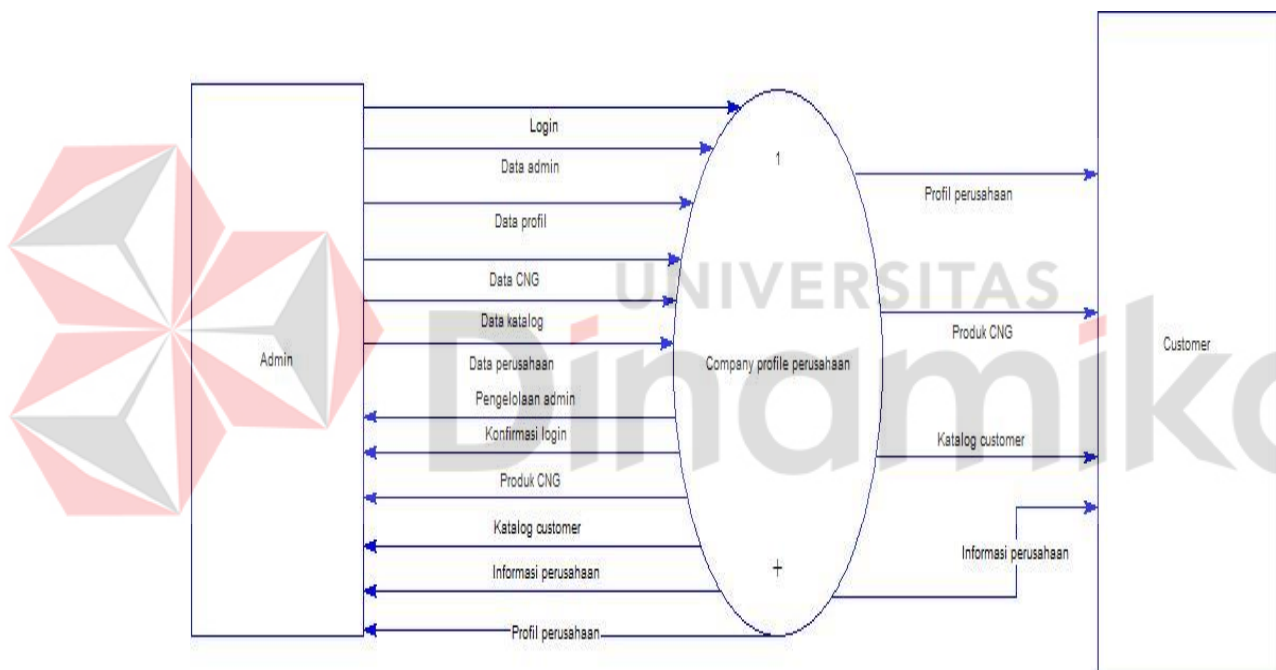 Login
Data admin
Data profil
Data CNG
Data katalog
Data perusahaan
Pengelolaan admin
Konfirmasi login
Produk CNG
Katalog customer
Informasi perusahaan
Profil perusahaan
Admin
1
Company profile perusahaan
+
Profil perusahaan
Produk CNG
Katalog customer
Informasi perusahaan
Customer
UNIVERSITAS
Dinamika